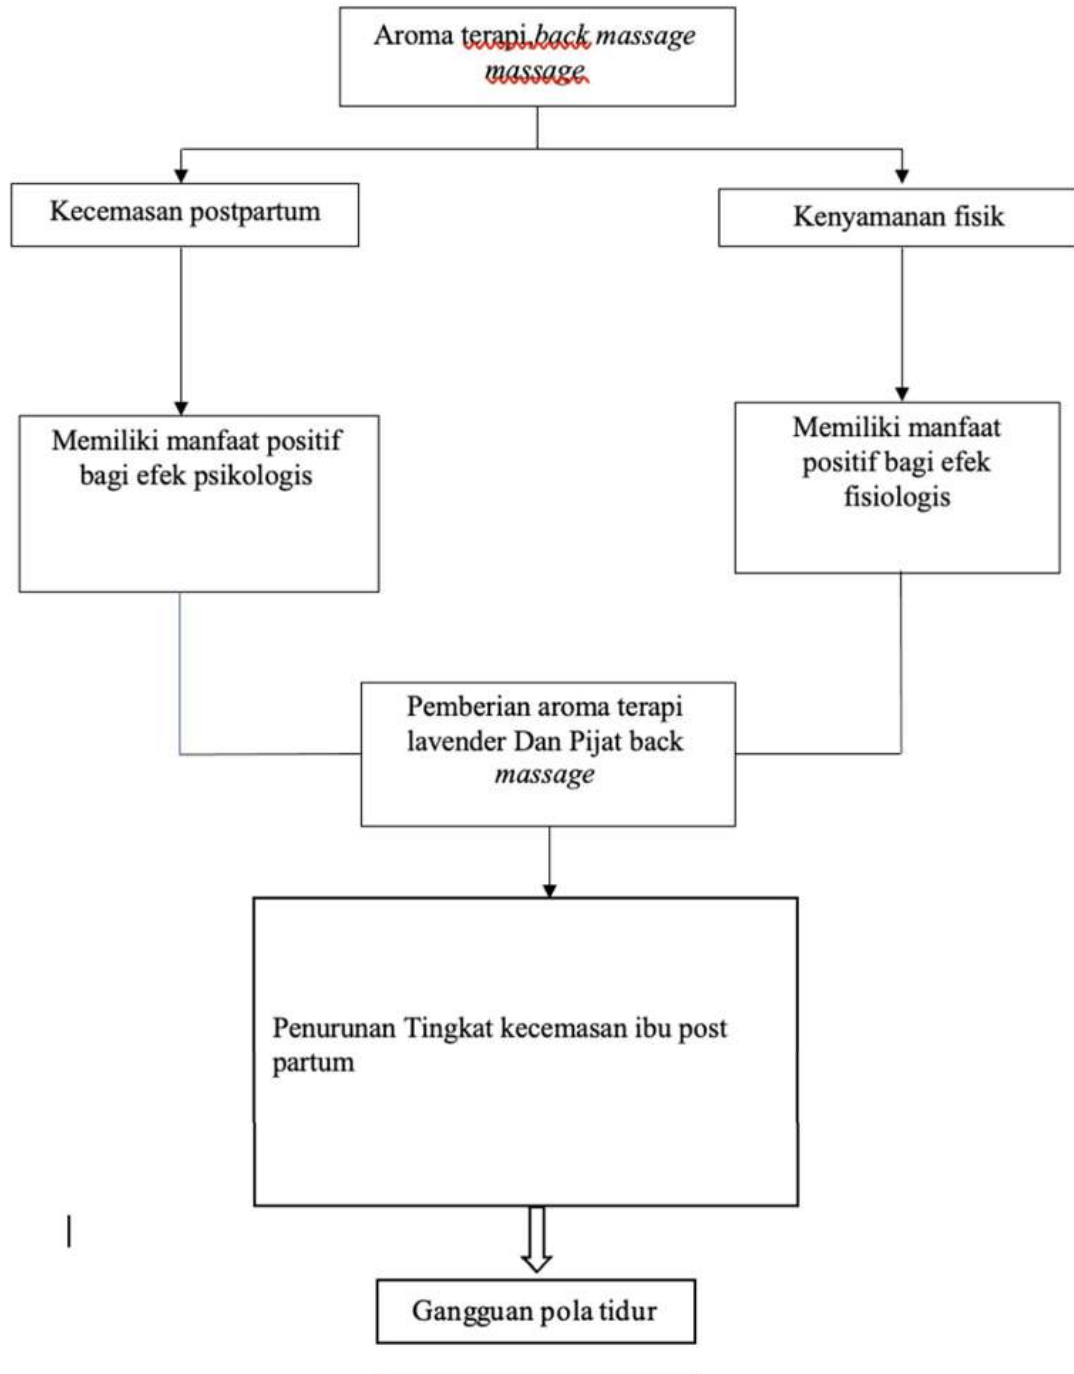 Aroma terapi,back massage
massage
Kecemasan postpartum
Kenyamanan fisik
Memiliki manfaat positif
bagi efek psikologis
Memiliki manfaat
positif bagi efek
fisiologis
Pemberian aroma terapi
lavender Dan Pijat back
massage
Penurunan Tingkat kecemasan ibu post
partum
Gangguan pola tidur